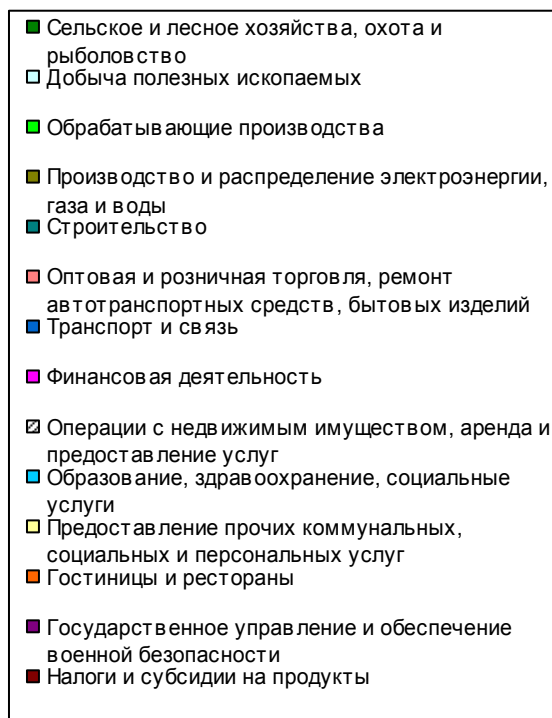 Сельское и лесное хозяйства, охота и
рыболовство
Добыча полезных ископаемых
Обрабатывающие производства
Производство и распределение электроэнергии,
газа и воды
Строительство
Оптовая и розничная торговля, ремонт
автотранспортных средств, бытовых изделий
Транспорт и связь
Финансовая деятельность
Операции с недвижимым имуществом, аренда и
предоставление услуг
Образование, здравоохранение, социальные
услуги
Предоставление прочих коммунальных,
социальных и персональных услуг
Гостиницы и рестораны
Государственное управление и обеспечение
военной безопасности
Налоги и субсидии на продукты